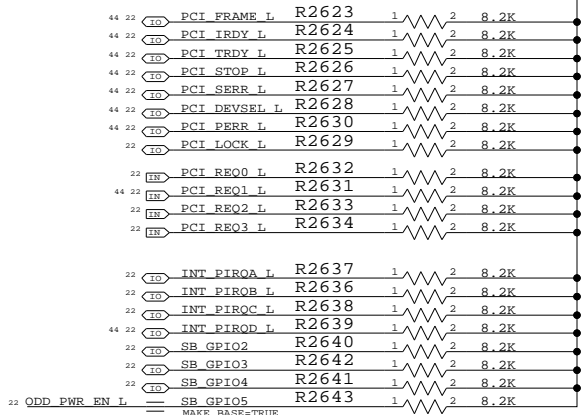 44 22 IO PCI_FRAME_L R2623 1 2 8.2K
44 22 IO PCI_IRDY_L R2624 1 2 8.2K
44 22 IO PCI_TRDY_L R2625 1 2 8.2K
44 22 IO PCI_STOP_L R2626 1 2 8.2K
44 22 IO PCI_SERR_L R2627 1 2 8.2K
44 22 IO PCI_DEVSEL_L R2628 1 2 8.2K
44 22 IO PCI_PERR_L R2630 1 2 8.2K
22 IO PCI_LOCK_L R2629 1 2 8.2K
22 IN PCI_REQ0_L R2632 1 2 8.2K
44 22 IN PCI_REQ1_L R2631 1 2 8.2K
22 IN PCI_REQ2_L R2633 1 2 8.2K
22 IN PCI_REQ3_L R2634 1 2 8.2K
22 IO INT_PIRQA_L R2637 1 2 8.2K
22 IO INT_PIRQB_L R2636 1 2 8.2K
22 IO INT_PIRQC_L R2638 1 2 8.2K
44 22 IO INT_PIRQD_L R2639 1 2 8.2K
22 IO SB_GPIO2 R2640 1 2 8.2K
22 IO SB_GPIO3 R2642 1 2 8.2K
22 IO SB_GPIO4 R2641 1 2 8.2K
22 ODD_PWR_EN_L SB_GPIO5 R2643 1 2 8.2K
MAKE_BASE=TRUE